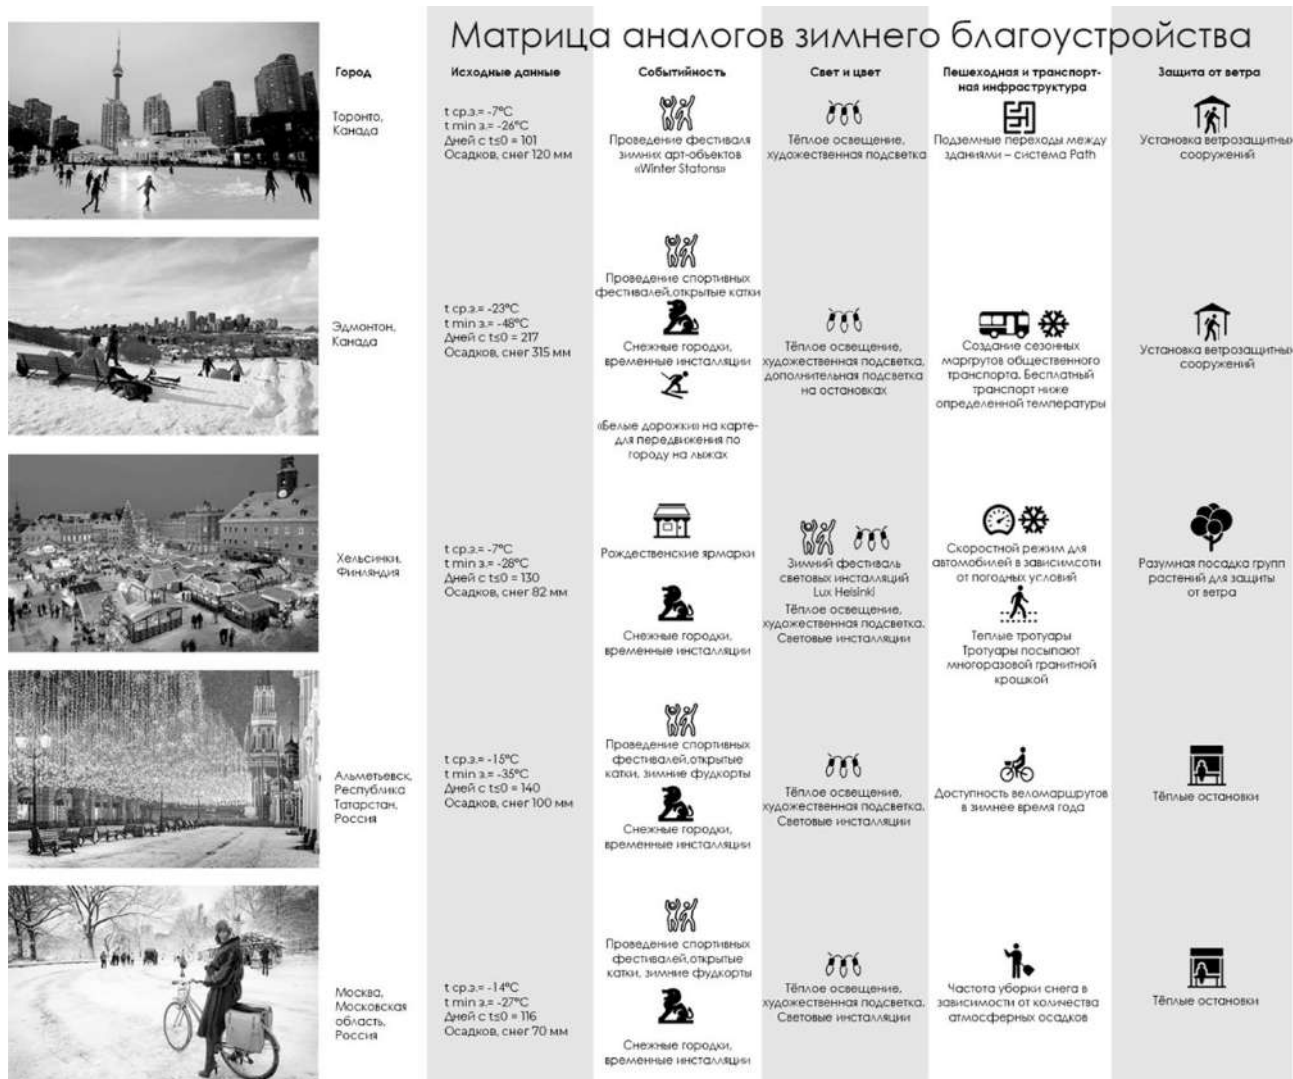 Матрица аналогов зимнего благоустройства
Город
Исходные данные
Событийность
Свет и цвет
Пешеходная и транспорт-
ная инфраструктура
Защита от ветра
Торонто,
Канада
t ср.з.= -7°C
t min з.= -26°C
Дней с t≤0 = 101
Осадков, снег 120 мм
Проведение фестиваля
зимних арт-объектов
«Winter Statons»
Тёплое освещение,
художественная подсветка
Подземные переходы между
зданиями – система Path
Установка ветрозащитных
сооружений
Эдмонтон,
Канада
t ср.з.= -23°C
t min з.= -48°C
Дней с t≤0 = 217
Осадков, снег 315 мм
Проведение спортивных
фестивалей,открытые катки
Снежные городки,
временные инсталляции
«Белые дорожки» на карте-
для передвижения по
городу на лыжах
Тёплое освещение,
художественная подсветка,
дополнительная подсветка
на остановках
Создание сезонных
маргрутов общественного
транспорта. Бесплатный
транспорт ниже
определенной температуры
Установка ветрозащитных
сооружений
Хельсинки,
Финляндия
t ср.з.= -7°C
t min з.= -28°C
Дней с t≤0 = 130
Осадков, снег 82 мм
Рождественские ярмарки
Снежные городки,
временные инсталляции
Зимний фестиваль
световых инсталляций
Lux Helsinki
Тёплое освещение,
художественная подсветка.
Световые инсталляции
Скоростной режим для
автомобилей в зависимсоти
от погодных условий
Теплые тротуары
Тротуары посыпают
многоразовой гранитной
крошкой
Разумная посадка групп
растений для защиты
от ветра
Альметьевск,
Республика
Татарстан,
Россия
t ср.з.= -15°C
t min з.= -35°C
Дней с t≤0 = 140
Осадков, снег 100 мм
Проведение спортивных
фестивалей,открытые
катки, зимние фудкорты
Снежные городки,
временные инсталляции
Тёплое освещение,
художественная подсветка.
Световые инсталляции
Доступность веломаршрутов
в зимнее время года
Тёплые остановки
Москва,
Московская
область,
Россия
t ср.з.= -14°C
t min з.= -27°C
Дней с t≤0 = 116
Осадков, снег 70 мм
Проведение спортивных
фестивалей,открытые
катки, зимние фудкорты
Снежные городки,
временные инсталляции
Тёплое освещение,
художественная подсветка.
Световые инсталляции
Частота уборки снега в
зависимости от количества
атмосферных осадков
Тёплые остановки